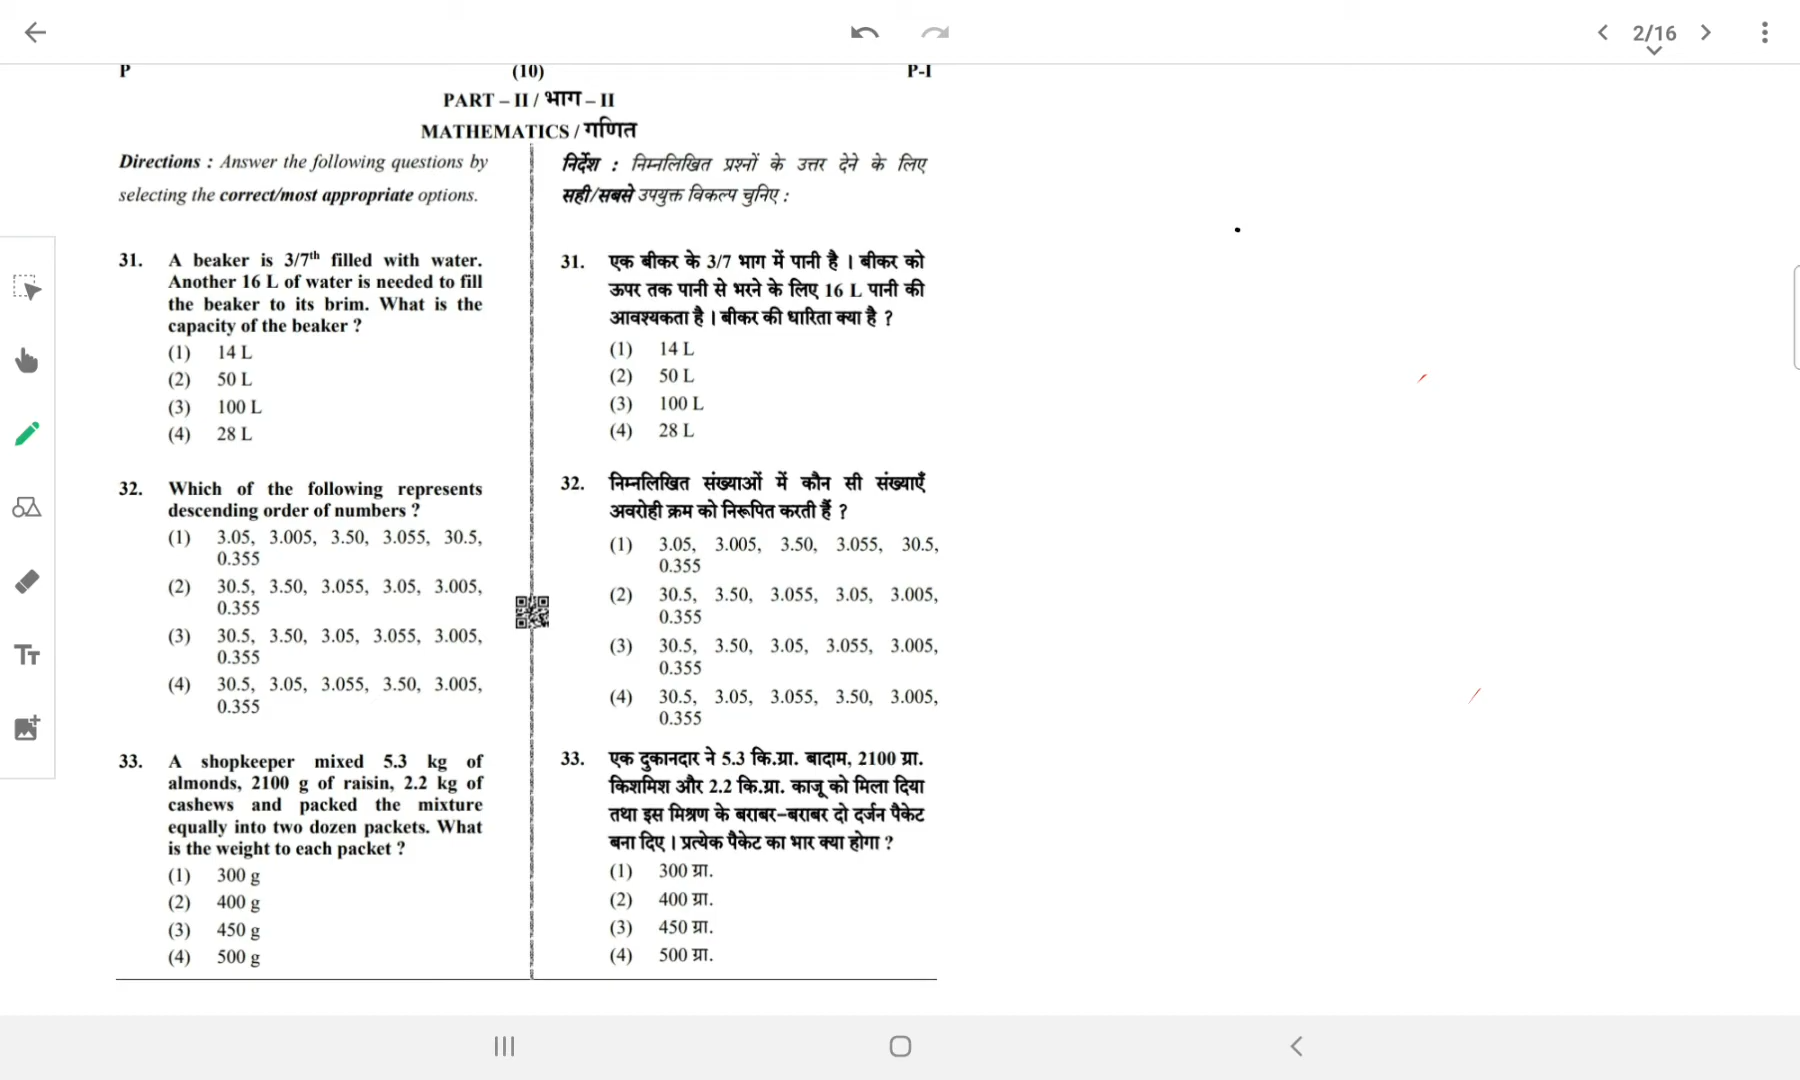 2/16
P (10) P-I
PART – II / भाग – II
MATHEMATICS / गणित
Directions : Answer the following questions by
selecting the correct/most appropriate options.
31. A beaker is 3/7th filled with water.
Another 16 L of water is needed to fill
the beaker to its brim. What is the
capacity of the beaker ?
(1) 14 L
(2) 50 L
(3) 100 L
(4) 28 L
32. Which of the following represents
descending order of numbers ?
(1) 3.05, 3.005, 3.50, 3.055, 30.5,
0.355
(2) 30.5, 3.50, 3.055, 3.05, 3.005,
0.355
(3) 30.5, 3.50, 3.05, 3.055, 3.005,
0.355
(4) 30.5, 3.05, 3.055, 3.50, 3.005,
0.355
33. A shopkeeper mixed 5.3 kg of
almonds, 2100 g of raisin, 2.2 kg of
cashews and packed the mixture
equally into two dozen packets. What
is the weight to each packet ?
(1) 300 g
(2) 400 g
(3) 450 g
(4) 500 g
निर्देश : निम्नलिखित प्रश्नों के उत्तर देने के लिए
सही/सबसे उपयुक्त विकल्प चुनिए :
31. एक बीकर के 3/7 भाग में पानी है । बीकर को
ऊपर तक पानी से भरने के लिए 16 L पानी की
आवश्यकता है । बीकर की धारिता क्या है ?
(1) 14 L
(2) 50 L
(3) 100 L
(4) 28 L
32. निम्नलिखित संख्याओं में कौन सी संख्याएँ
अवरोही क्रम को निरूपित करती हैं ?
(1) 3.05, 3.005, 3.50, 3.055, 30.5,
0.355
(2) 30.5, 3.50, 3.055, 3.05, 3.005,
0.355
(3) 30.5, 3.50, 3.05, 3.055, 3.005,
0.355
(4) 30.5, 3.05, 3.055, 3.50, 3.005,
0.355
33. एक दुकानदार ने 5.3 कि.ग्रा. बादाम, 2100 ग्रा.
किशमिश और 2.2 कि.ग्रा. काजू को मिला दिया
तथा इस मिश्रण के बराबर-बराबर दो दर्जन पैकेट
बना दिए । प्रत्येक पैकेट का भार क्या होगा ?
(1) 300 ग्रा.
(2) 400 ग्रा.
(3) 450 ग्रा.
(4) 500 ग्रा.